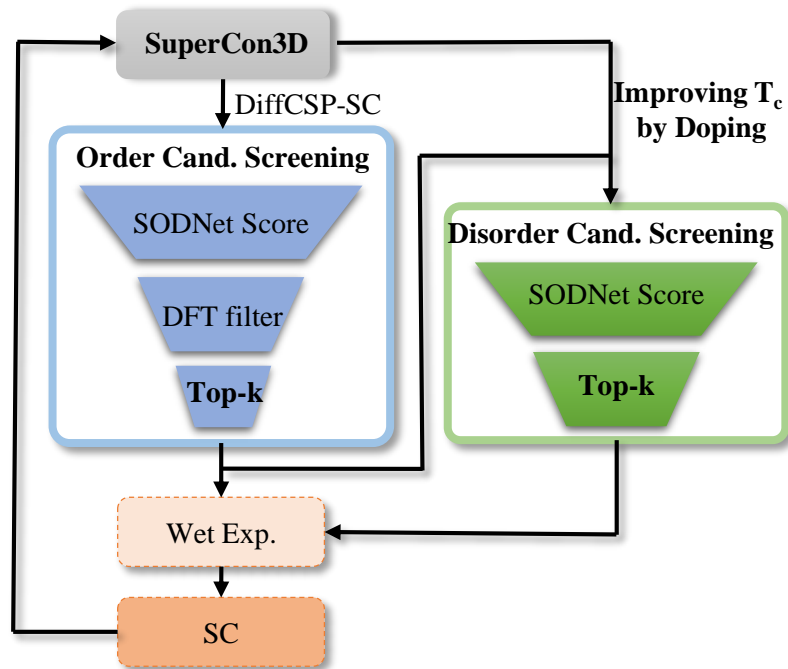 SuperCon3D
DiffCSP-SC
Improving Tc
by Doping
Order Cand. Screening
SODNet Score
DFT filter
Top-k
Disorder Cand. Screening
SODNet Score
Top-k
Wet Exp.
SC